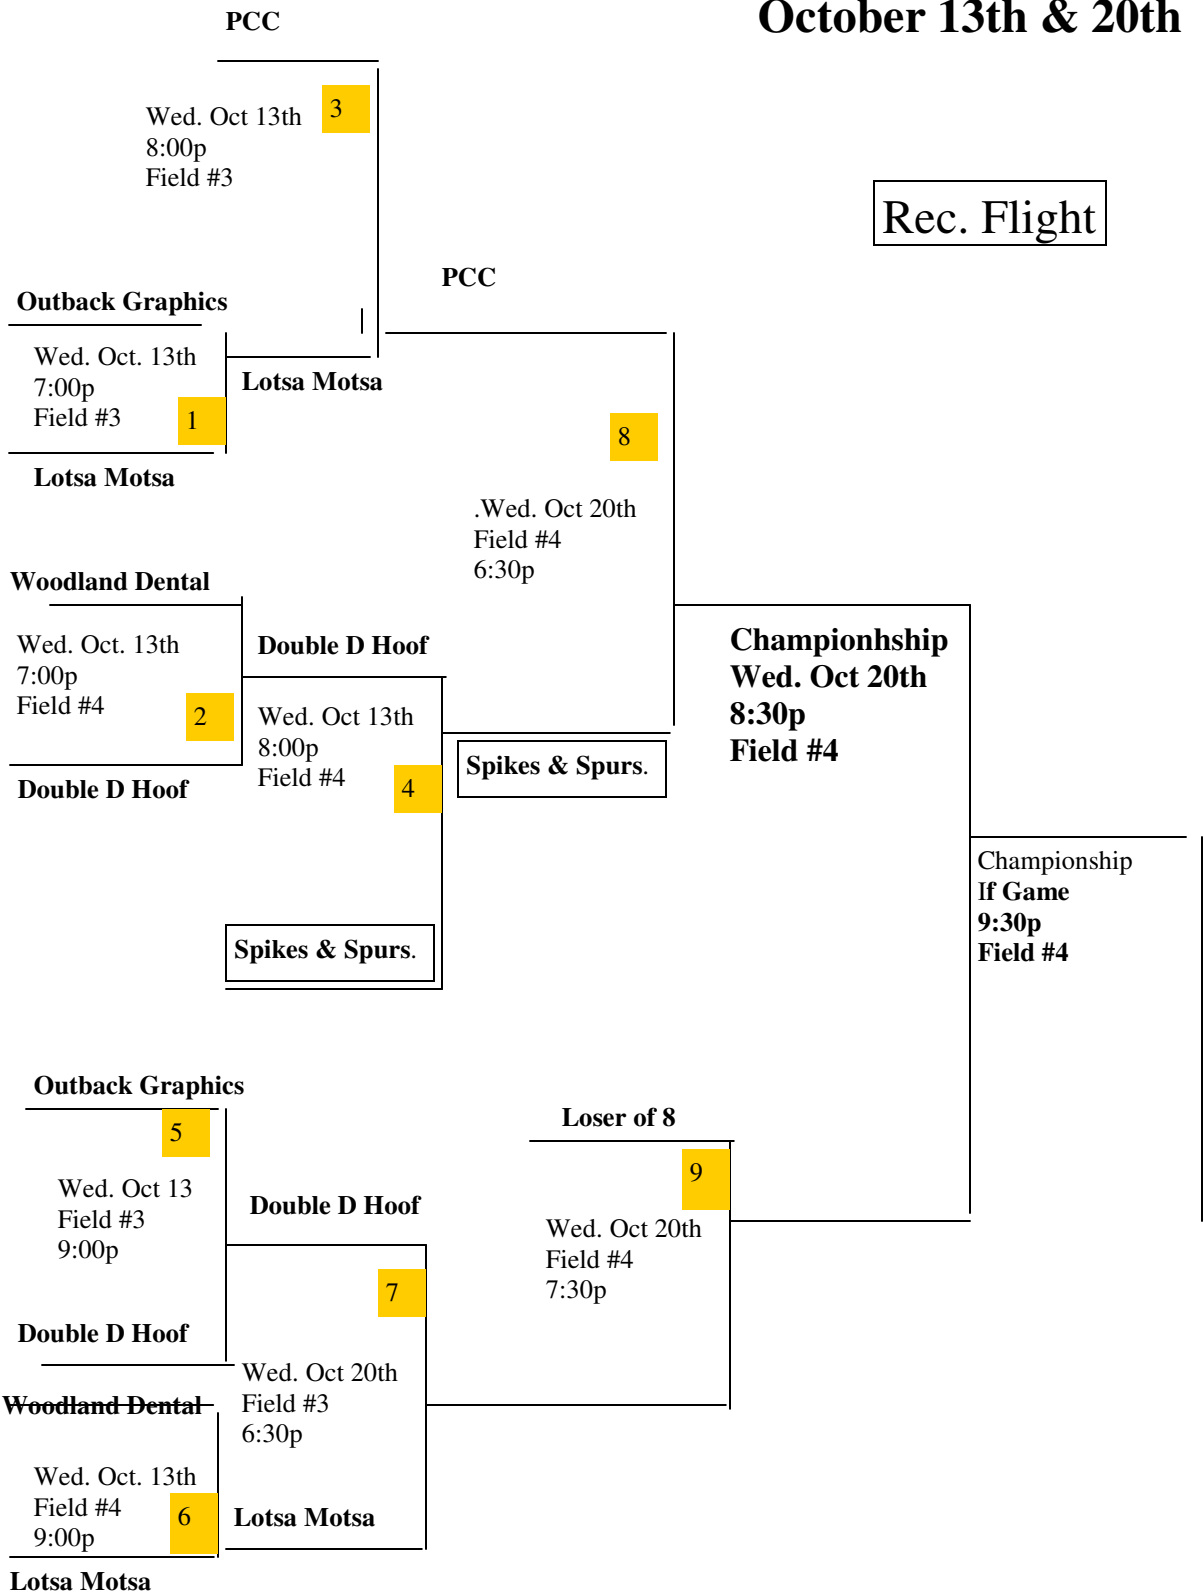 October 13th & 20th
PCC
Wed. Oct 13th
8:00p
Field #3
3
Rec. Flight
PCC
Outback Graphics
Wed. Oct. 13th
7:00p
Field #3
1
Lotsa Motsa
Lotsa Motsa
8
.Wed. Oct 20th
Field #4
6:30p
Woodland Dental
Wed. Oct. 13th
7:00p
Field #4
2
Double D Hoof
Double D Hoof
Wed. Oct 13th
8:00p
Field #4
4
Spikes & Spurs.
Championhship
Wed. Oct 20th
8:30p
Field #4
Championship
If Game
9:30p
Field #4
Spikes & Spurs.
Outback Graphics
5
Wed. Oct 13
Field #3
9:00p
Double D Hoof
Double D Hoof
Loser of 8
9
Wed. Oct 20th
Field #4
7:30p
7
Wed. Oct 20th
Field #3
6:30p
Woodland Dental
Wed. Oct. 13th
Field #4
9:00p
6
Lotsa Motsa
Lotsa Motsa